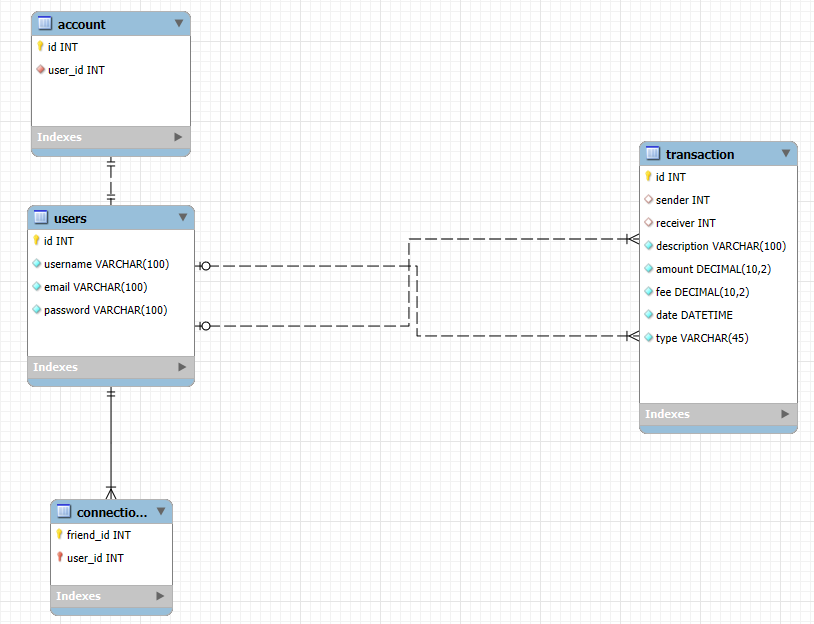 account
id INT
user_id INT
Indexes
users
id INT
username VARCHAR(100)
email VARCHAR(100)
password VARCHAR(100)
Indexes
connectio...
friend_id INT
user_id INT
Indexes
transaction
id INT
sender INT
receiver INT
description VARCHAR(100)
amount DECIMAL(10,2)
fee DECIMAL(10,2)
date DATETIME
type VARCHAR(45)
Indexes